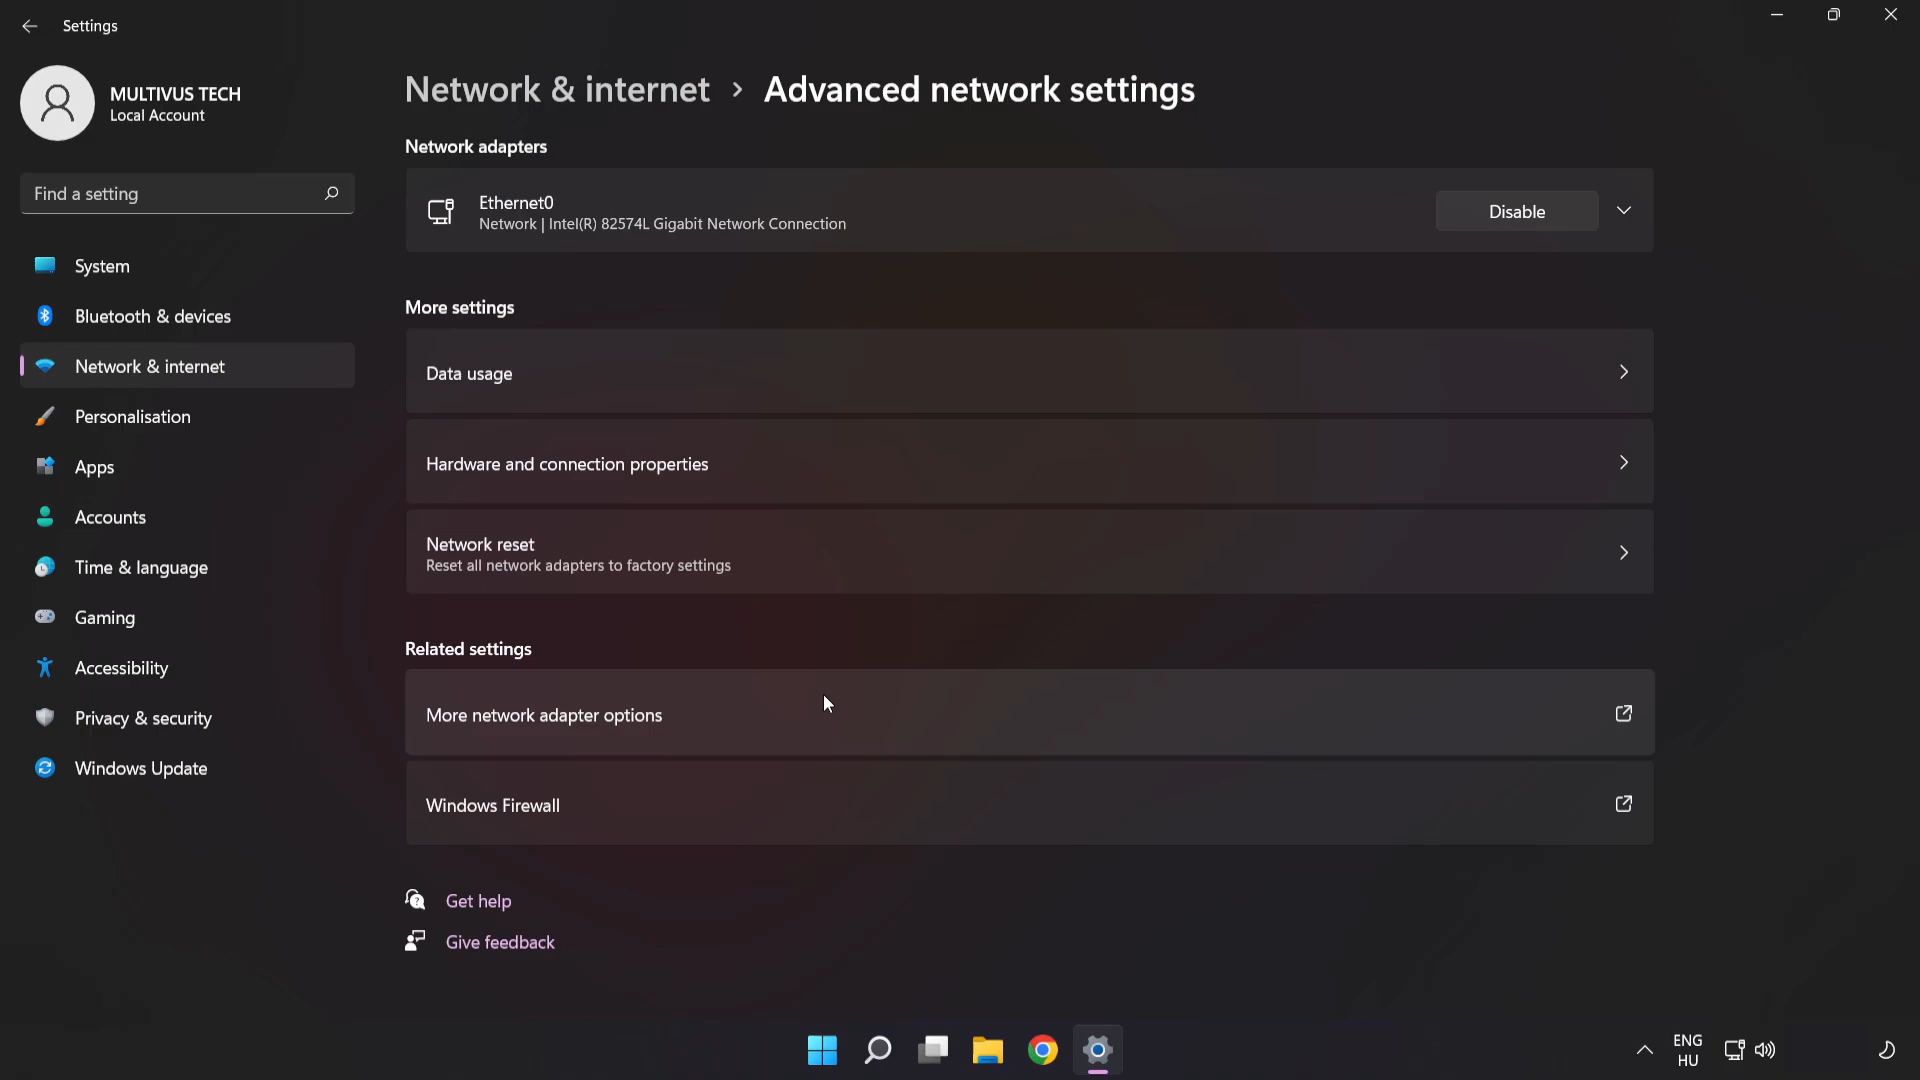 Settings
MULTIVUS TECH
Local Account
Find a setting
System
Bluetooth & devices
Network & internet
Personalisation
Apps
Accounts
Time & language
Gaming
Accessibility
Privacy & security
Windows Update
Network & internet > Advanced network settings
Network adapters
Ethernet0
Network | Intel(R) 82574L Gigabit Network Connection
Disable
More settings
Data usage
Hardware and connection properties
Network reset
Reset all network adapters to factory settings
Related settings
More network adapter options
Windows Firewall
Get help
Give feedback
ENG
HU